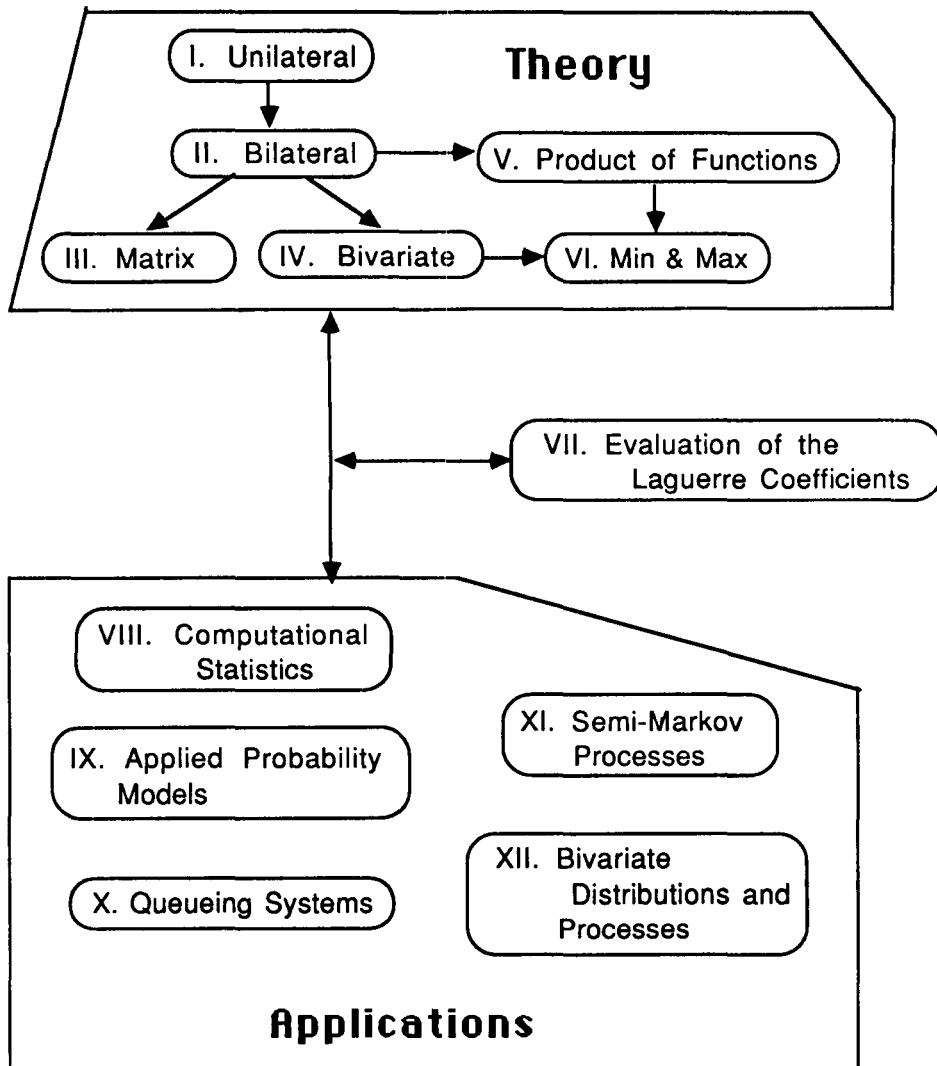 I. Unilateral
Theory
II. Bilateral
V. Product of Functions
III. Matrix
IV. Bivariate
VI. Min & Max
VII. Evaluation of the
Laguerre Coefficients
VIII. Computational
Statistics
IX. Applied Probability
Models
X. Queueing Systems
XI. Semi-Markov
Processes
XII. Bivariate
Distributions and
Processes
Applications